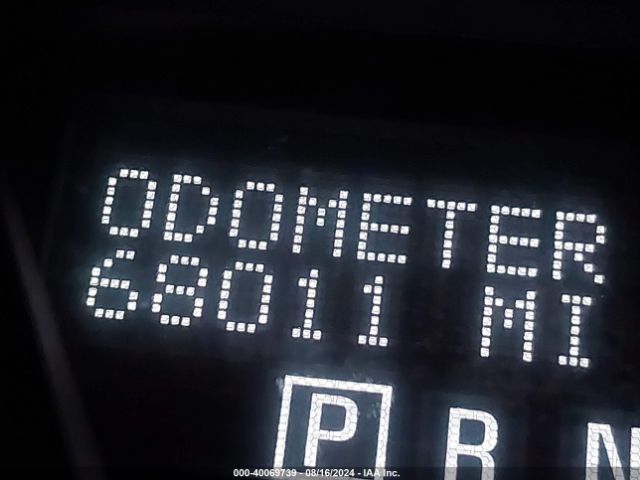 ODOMETER
68011 MI
P R N
000-40069739 - 08/16/2024 - IAA Inc.